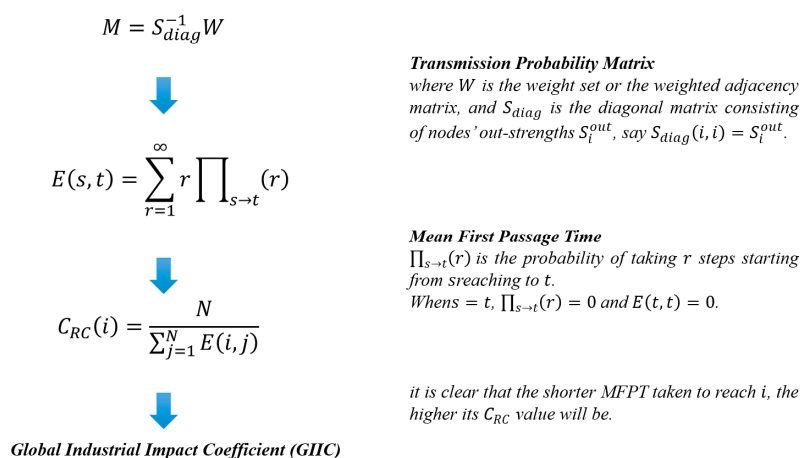 M = S_{diag}^{-1} W
Transmission Probability Matrix
where W is the weight set or the weighted adjacency
matrix, and S_{diag} is the diagonal matrix consisting
of nodes' out-strengths S_i^{out}, say S_{diag}(i, i) = S_i^{out}.
E(s, t) = \sum_{r=1}^{\infty} r \prod_{s→t} (r)
Mean First Passage Time
∏_{s→t}(r) is the probability of taking r steps starting
from sreaching to t.
Whens = t, ∏_{s→t}(r) = 0 and E(t, t) = 0.
C_{RC}(i) = \frac{N}{\sum_{j=1}^{N} E(i, j)}
it is clear that the shorter MFPT taken to reach i, the
higher its C_{RC} value will be.
Global Industrial Impact Coefficient (GIIC)